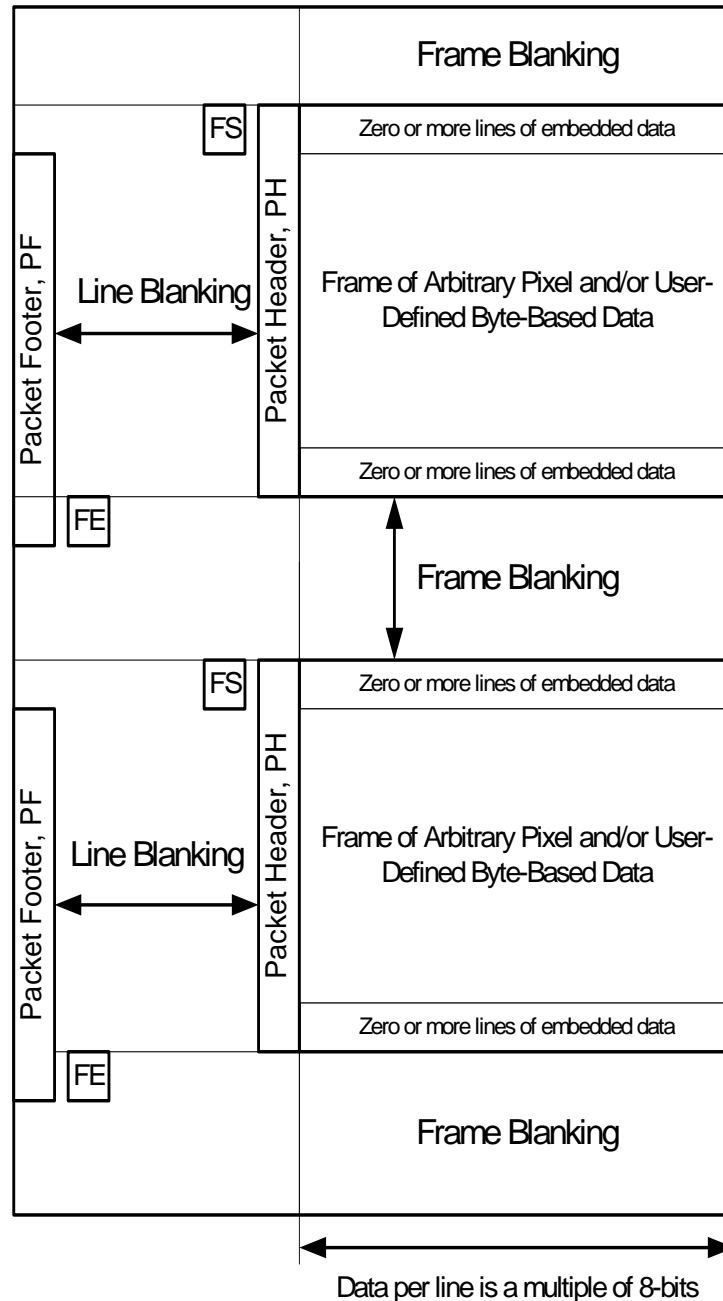 Frame Blanking
FS
Zero or more lines of embedded data
Packet Footer, PF
Line Blanking
Packet Header, PH
Frame of Arbitrary Pixel and/or User-
Defined Byte-Based Data
Zero or more lines of embedded data
FE
Frame Blanking
FS
Zero or more lines of embedded data
Packet Footer, PF
Line Blanking
Packet Header, PH
Frame of Arbitrary Pixel and/or User-
Defined Byte-Based Data
Zero or more lines of embedded data
FE
Frame Blanking
Data per line is a multiple of 8-bits